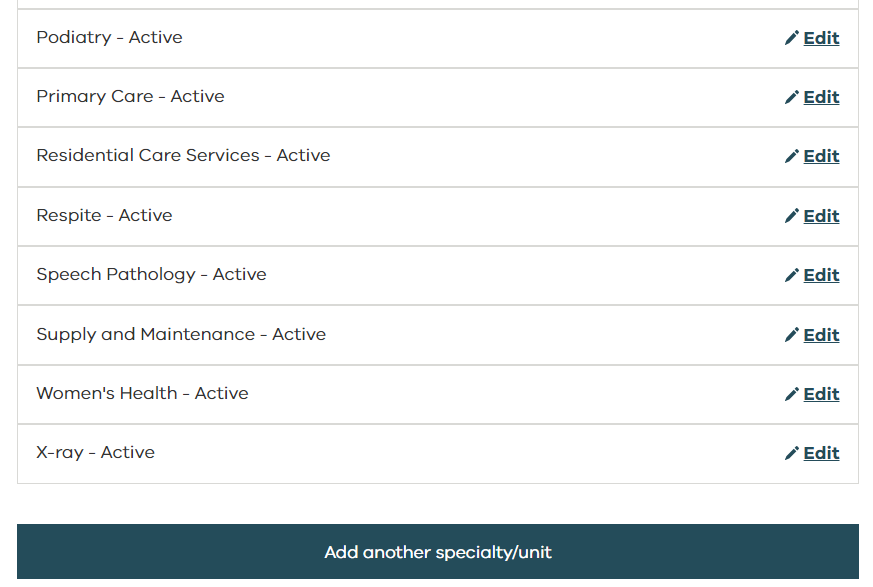 Podiatry - Active Edit
Primary Care - Active Edit
Residential Care Services - Active Edit
Respite - Active Edit
Speech Pathology - Active Edit
Supply and Maintenance - Active Edit
Women's Health - Active Edit
X-ray - Active Edit
Add another specialty/unit